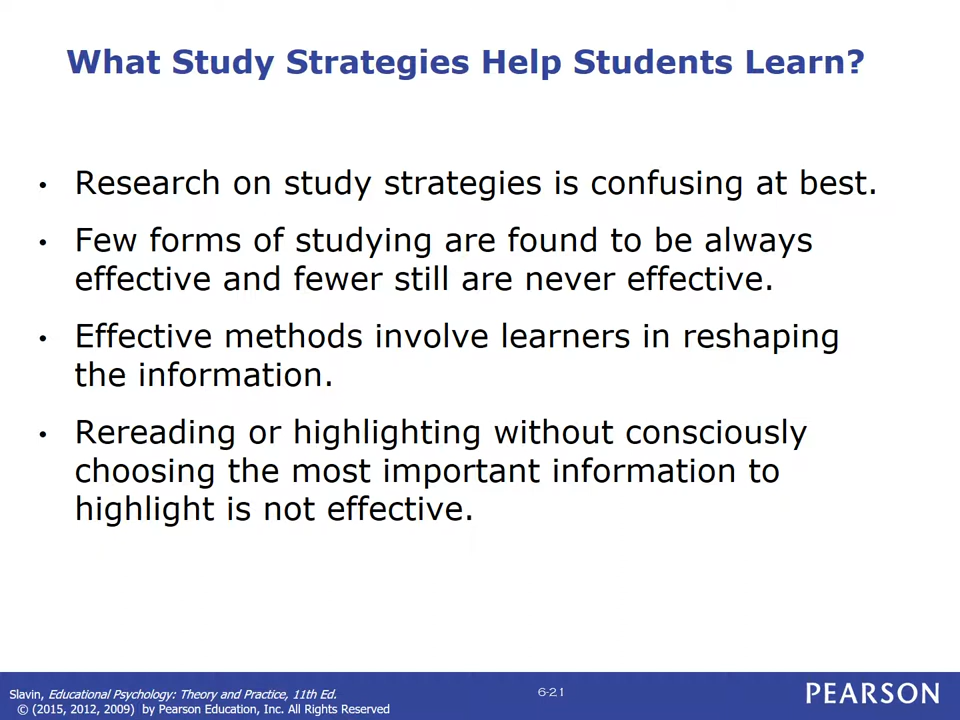 What Study Strategies Help Students Learn?
• Research on study strategies is confusing at best.
• Few forms of studying are found to be always
effective and fewer still are never effective.
• Effective methods involve learners in reshaping
the information.
• Rereading or highlighting without consciously
choosing the most important information to
highlight is not effective.
Slavin, Educational Psychology: Theory and Practice, 11th Ed.
© (2015, 2012, 2009) by Pearson Education, Inc. All Rights Reserved
6-21
PEARSON